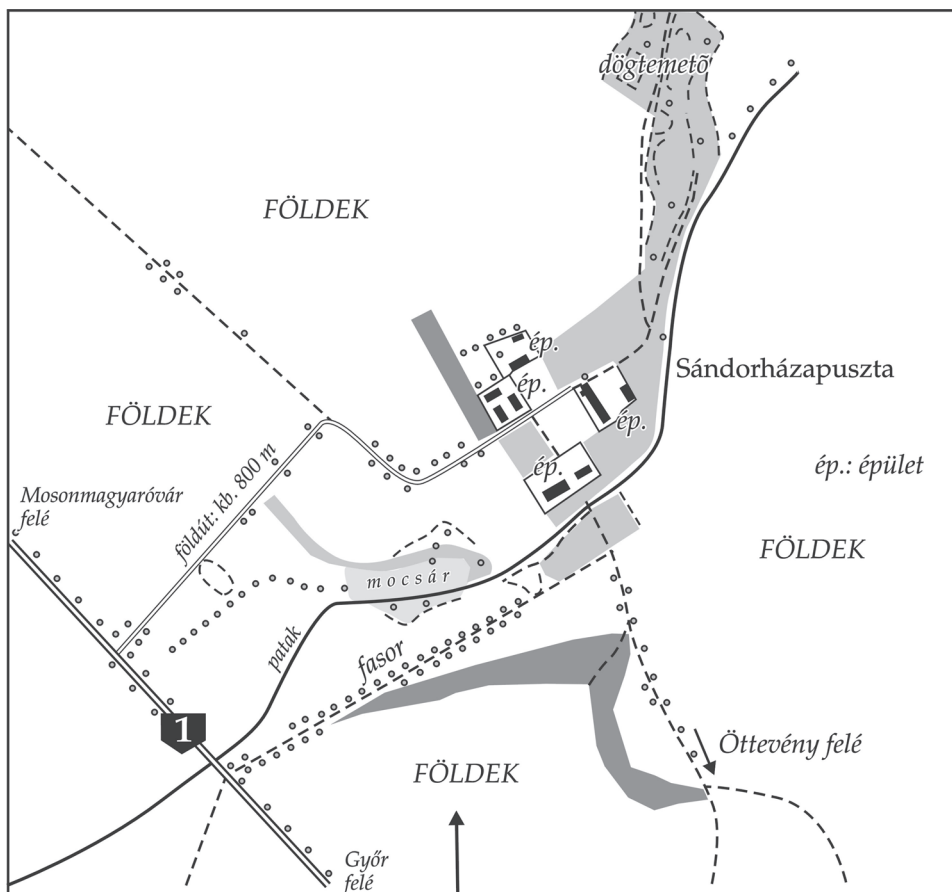 dögtemető
FÖLDEK
Sándorházapuszta
ép.
ép.
ép.
ép.
FÖLDEK
ép.: épület
földút: kb. 800 m
Mosonmagyaróvár
felé
FÖLDEK
mocsár
patak
fasor
1
Öttevény felé
FÖLDEK
Győr
felé